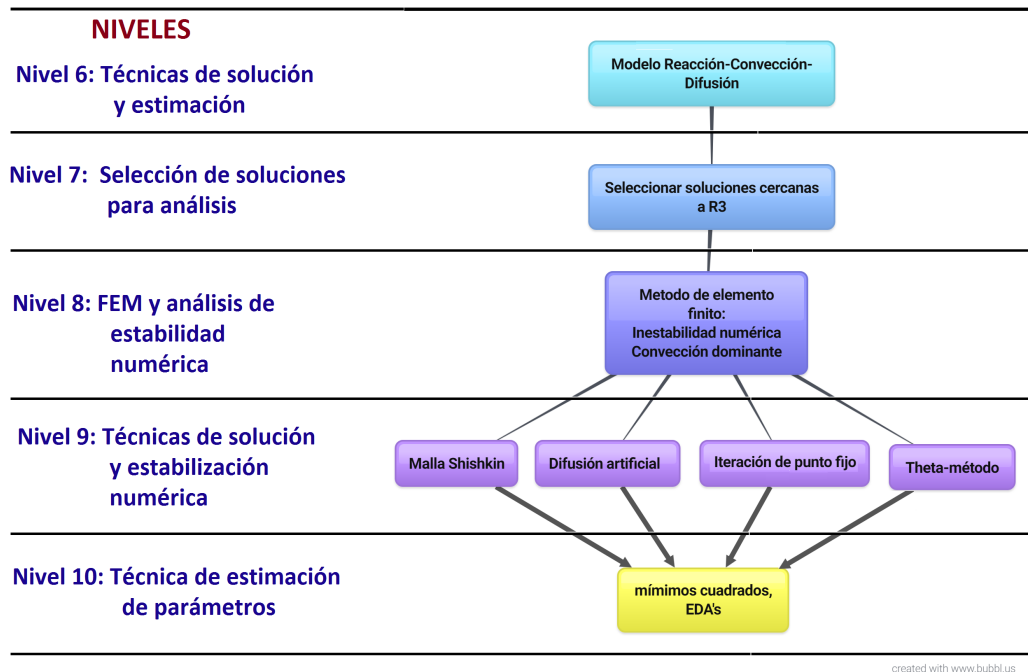 NIVELES
Nivel 6: Técnicas de solución
y estimación
Modelo Reacción-Convección-
Difusión
Nivel 7: Selección de soluciones
para análisis
Seleccionar soluciones cercanas
a R3
Nivel 8: FEM y análisis de
estabilidad
numérica
Metodo de elemento
finito:
Inestabilidad numérica
Convección dominante
Nivel 9: Técnicas de solución
y estabilización
numérica
Malla Shishkin
Difusión artificial
Iteración de punto fijo
Theta-método
Nivel 10: Técnica de estimación
de parámetros
mímimos cuadrados,
EDA's
created with www.bubbl.us